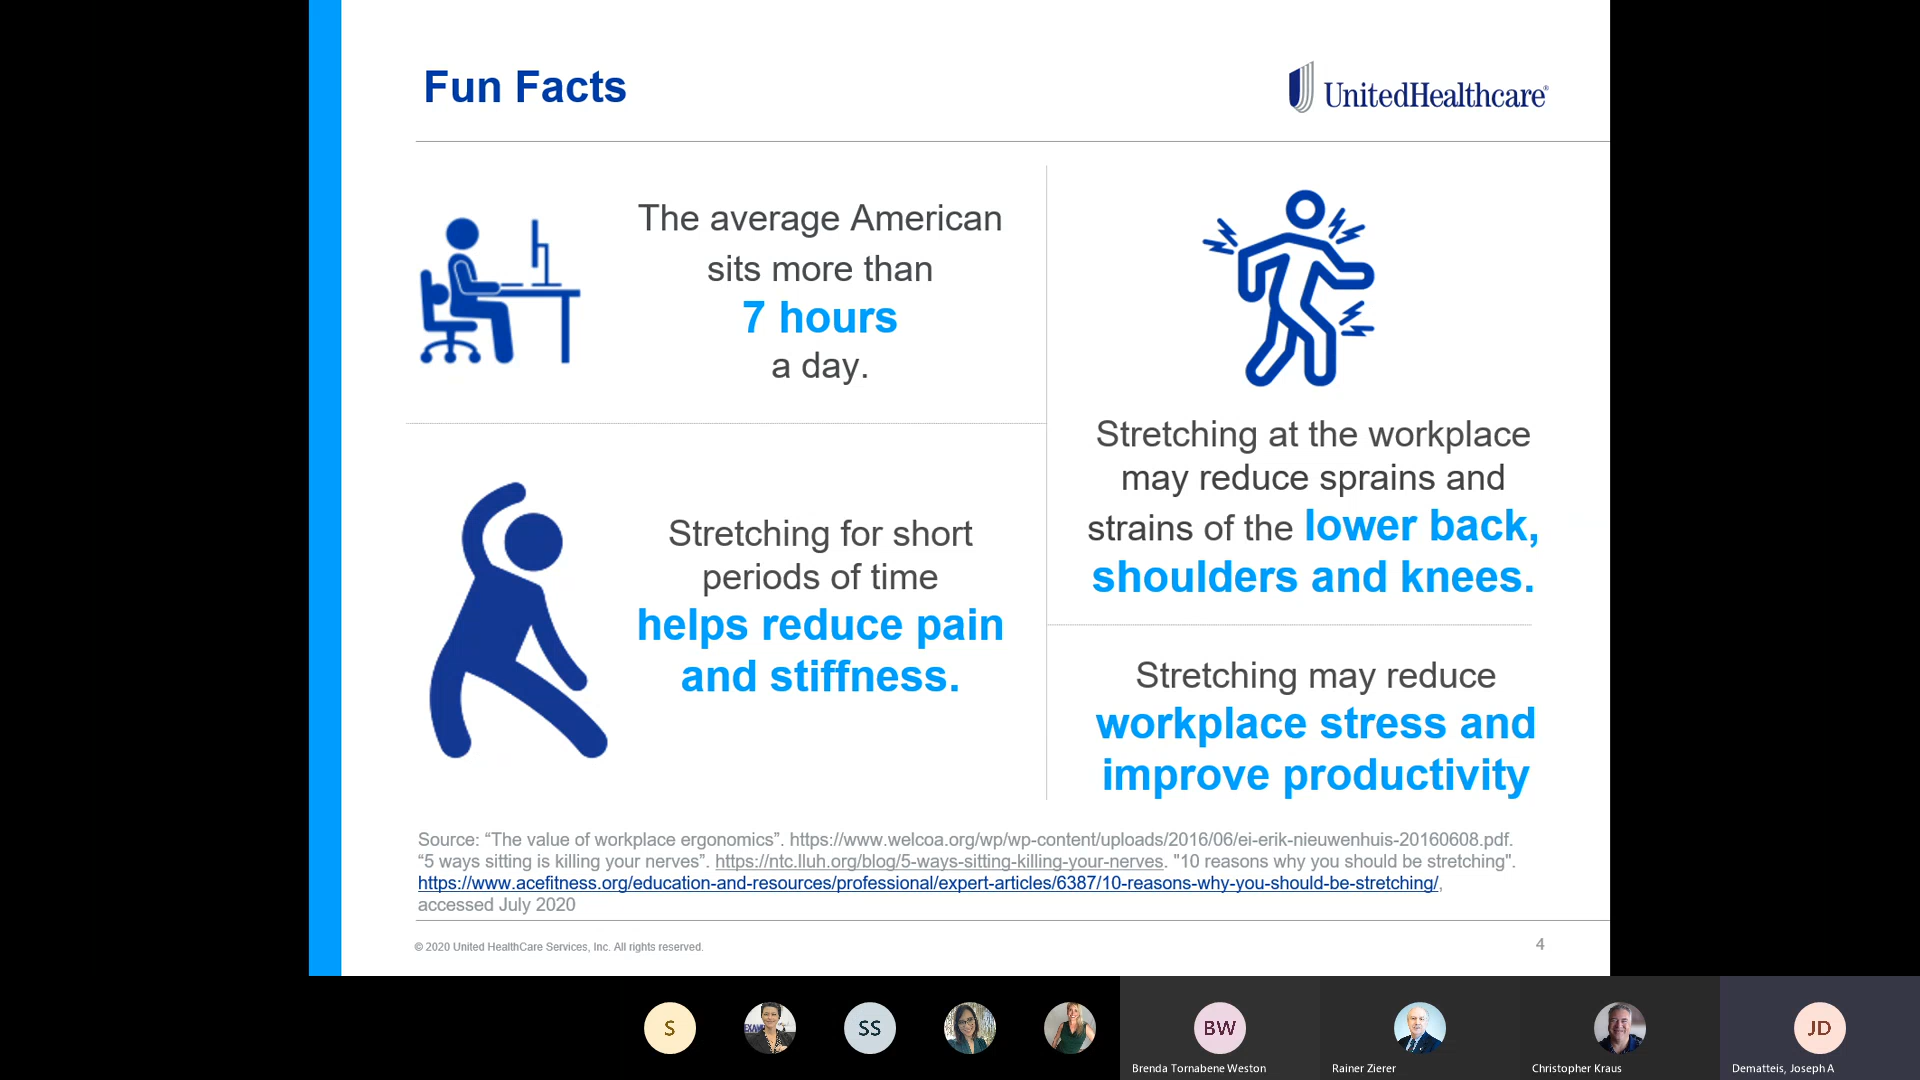 Fun Facts
UnitedHealthcare®
The average American
sits more than
7 hours
a day.
Stretching for short
periods of time
helps reduce pain
and stiffness.
Stretching at the workplace
may reduce sprains and
strains of the lower back,
shoulders and knees.
Stretching may reduce
workplace stress and
improve productivity
Source: “The value of workplace ergonomics”. https://www.welcoa.org/wp/wp-content/uploads/2016/06/ei-erik-nieuwenhuis-20160608.pdf.
“5 ways sitting is killing your nerves”. https://ntc.lluh.org/blog/5-ways-sitting-killing-your-nerves. "10 reasons why you should be stretching".
https://www.acefitness.org/education-and-resources/professional/expert-articles/6387/10-reasons-why-you-should-be-stretching/,
accessed July 2020
© 2020 United HealthCare Services, Inc. All rights reserved.
4
S
SS
BW
JD
Brenda Tornabene Weston
Rainer Zierer
Christopher Kraus
Dematteis, Joseph A